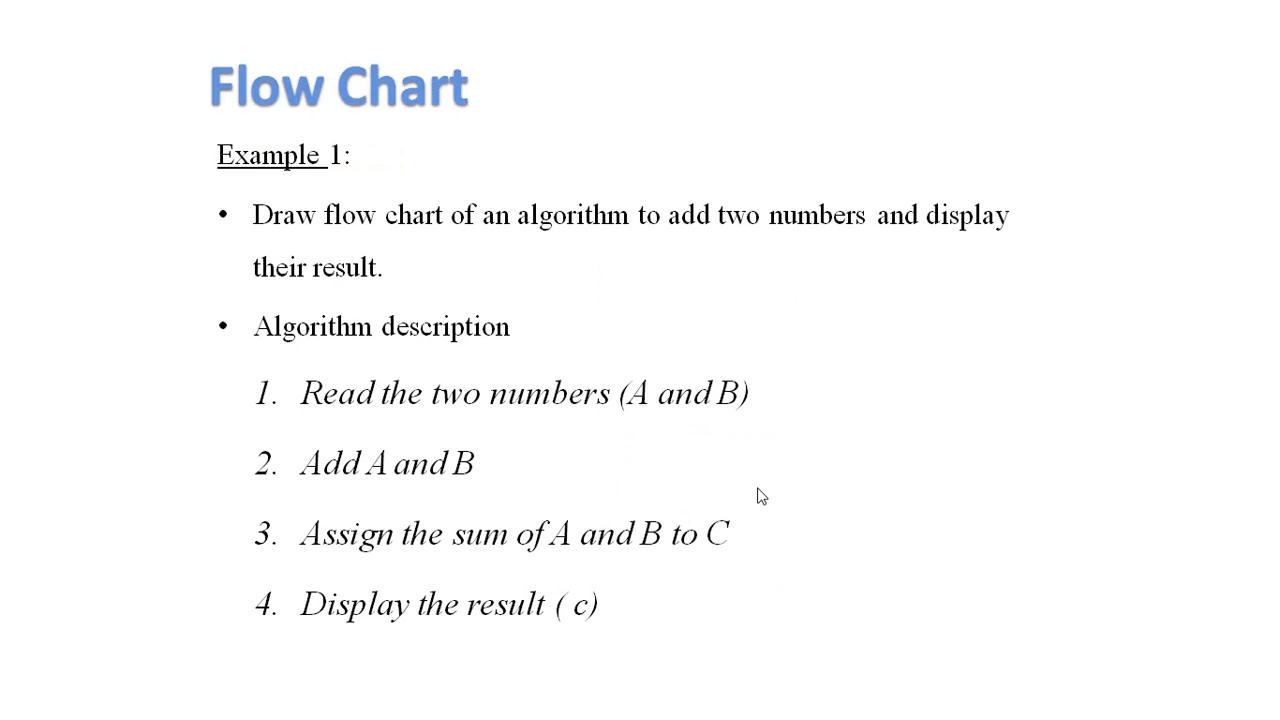 Flow Chart
Example 1:
• Draw flow chart of an algorithm to add two numbers and display
their result.
• Algorithm description
1. Read the two numbers (A and B)
2. Add A and B
3. Assign the sum of A and B to C
4. Display the result ( c)